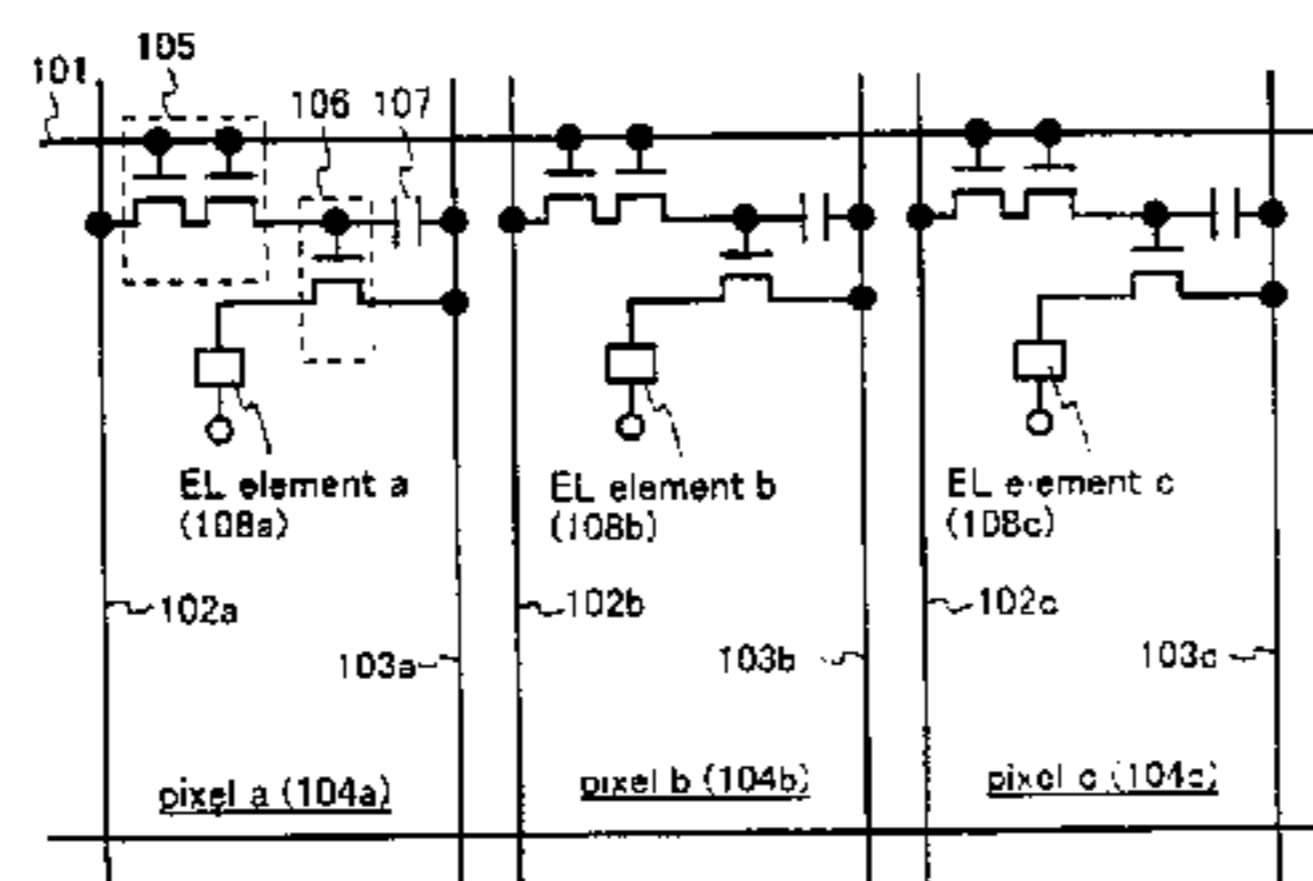 105
101
106 107
EL element a
(108a)
EL element b
(108b)
EL element c
(108c)
102a
102b
102c
103a
103b
103c
pixel a (104a)
pixel b (104b)
pixel c (104c)